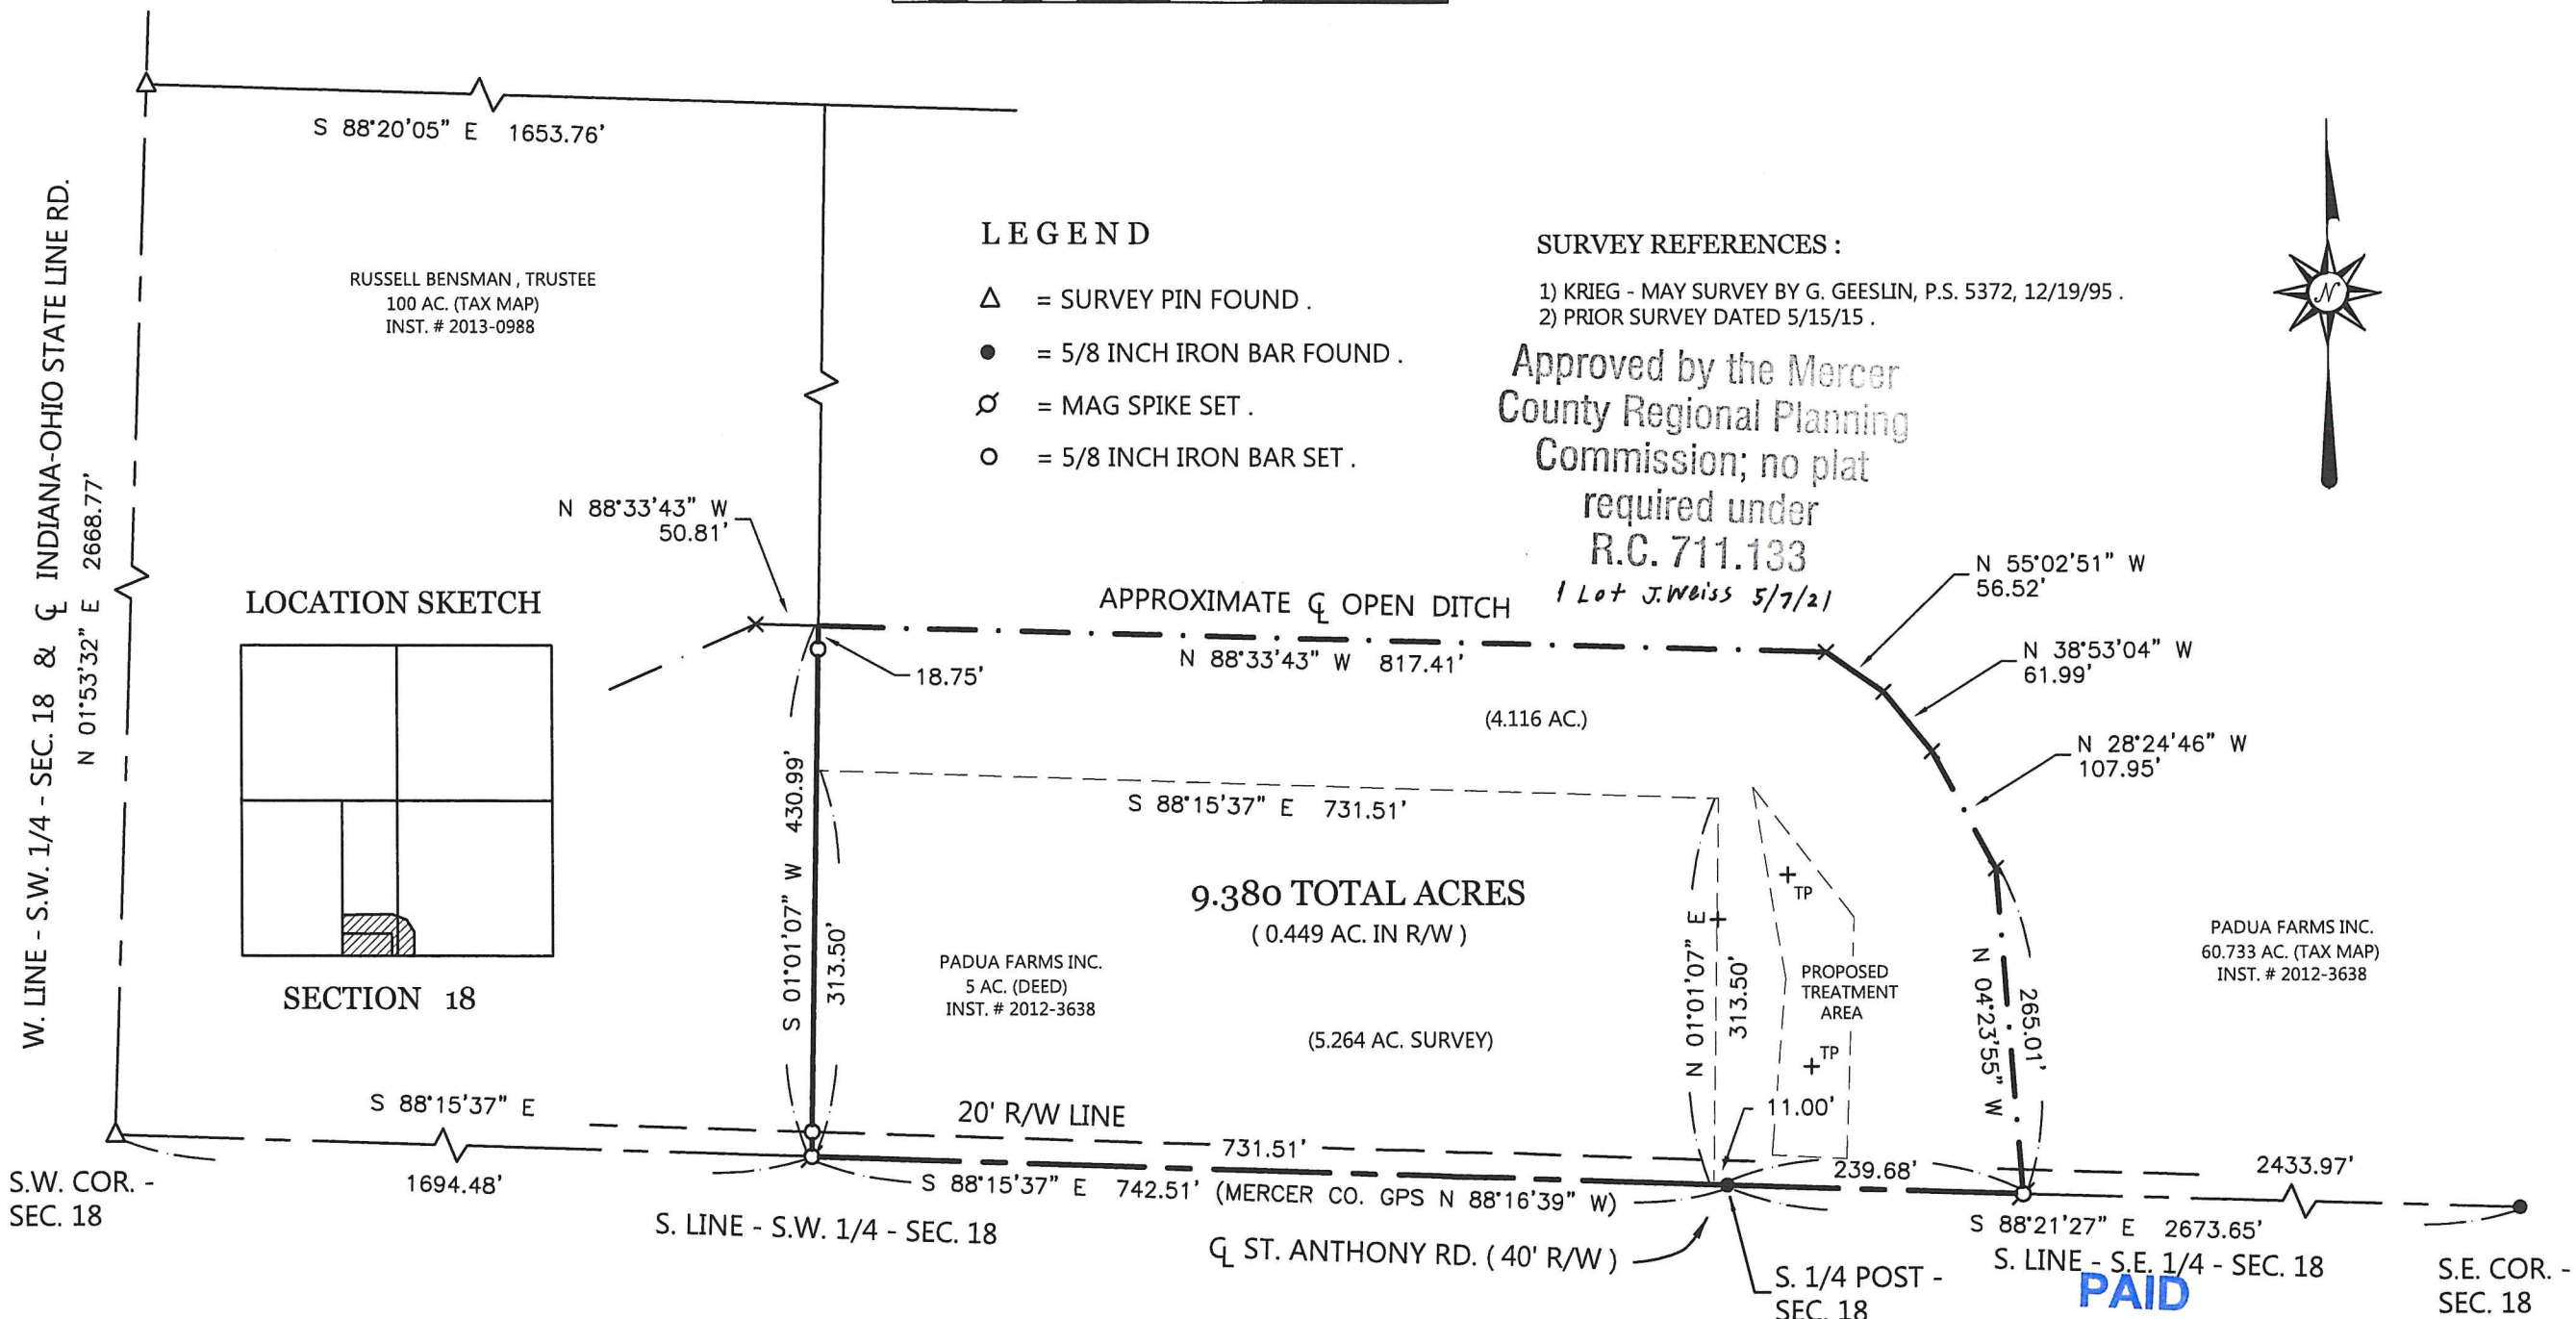 S 88°20'05" E 1653.76'
W. LINE - S.W. 1/4 - SEC. 18 & ℄ INDIANA-OHIO STATE LINE RD.
N 01°53'32" E 2668.77'
RUSSELL BENSMAN , TRUSTEE
100 AC. (TAX MAP)
INST. # 2013-0988
LEGEND
△ = SURVEY PIN FOUND .
● = 5/8 INCH IRON BAR FOUND .
= MAG SPIKE SET .
○ = 5/8 INCH IRON BAR SET .
SURVEY REFERENCES :
1) KRIEG - MAY SURVEY BY G. GEESLIN, P.S. 5372, 12/19/95 .
2) PRIOR SURVEY DATED 5/15/15 .
Approved by the Mercer
County Regional Planning
Commission; no plat
required under
R.C. 711.133
1 Lot J.Weiss 5/7/21
N
N 88°33'43" W
50.81'
LOCATION SKETCH
SECTION 18
APPROXIMATE ℄ OPEN DITCH
N 88°33'43" W 817.41'
18.75'
N 55°02'51" W
56.52'
N 38°53'04" W
61.99'
N 28°24'46" W
107.95'
(4.116 AC.)
S 01°01'07" W 430.99'
313.50'
S 88°15'37" E 731.51'
9.380 TOTAL ACRES
( 0.449 AC. IN R/W )
PADUA FARMS INC.
5 AC. (DEED)
INST. # 2012-3638
(5.264 AC. SURVEY)
N 01°01'07" E
313.50'
TP
PROPOSED
TREATMENT
AREA
TP
11.00'
N 04°23'55" W
265.01'
PADUA FARMS INC.
60.733 AC. (TAX MAP)
INST. # 2012-3638
S 88°15'37" E
1694.48'
20' R/W LINE
731.51'
239.68'
2433.97'
S.W. COR. -
SEC. 18
S 88°15'37" E 742.51' (MERCER CO. GPS N 88°16'39" W)
S. LINE - S.W. 1/4 - SEC. 18
℄ ST. ANTHONY RD. ( 40' R/W )
S. 1/4 POST -
SEC. 18
S 88°21'27" E 2673.65'
S. LINE - S.E. 1/4 - SEC. 18
PAID
S.E. COR. -
SEC. 18